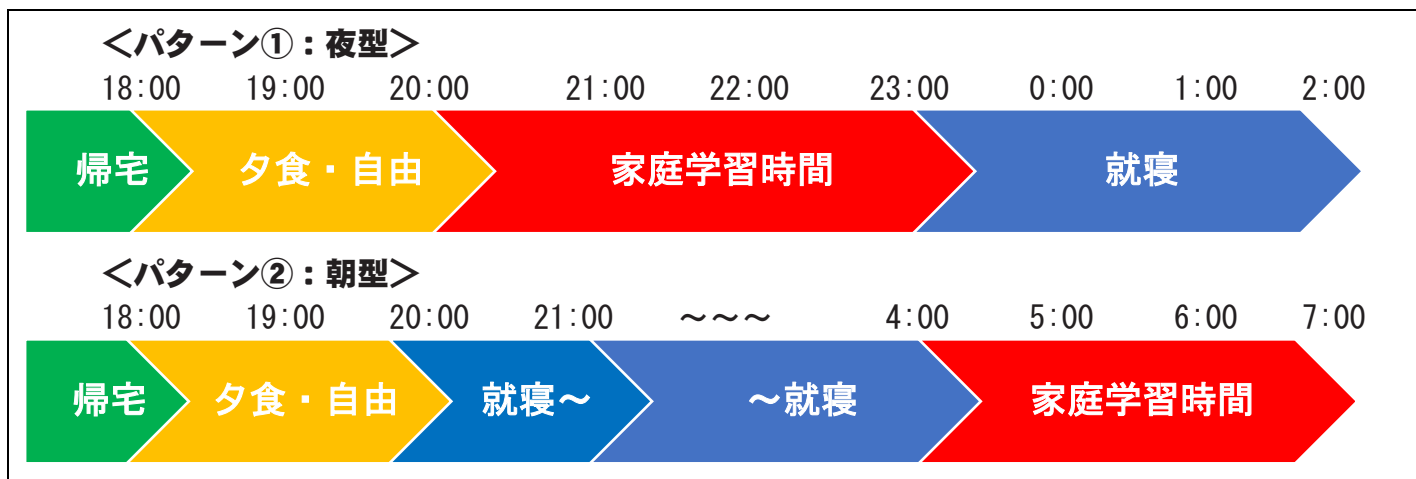 ＜パターン①：夜型＞
18:00 19:00 20:00 21:00 22:00 23:00 0:00 1:00 2:00
帰宅 夕食・自由 家庭学習時間 就寝
＜パターン②：朝型＞
18:00 19:00 20:00 21:00 ～～～ 4:00 5:00 6:00 7:00
帰宅 夕食・自由 就寝～ ～就寝 家庭学習時間